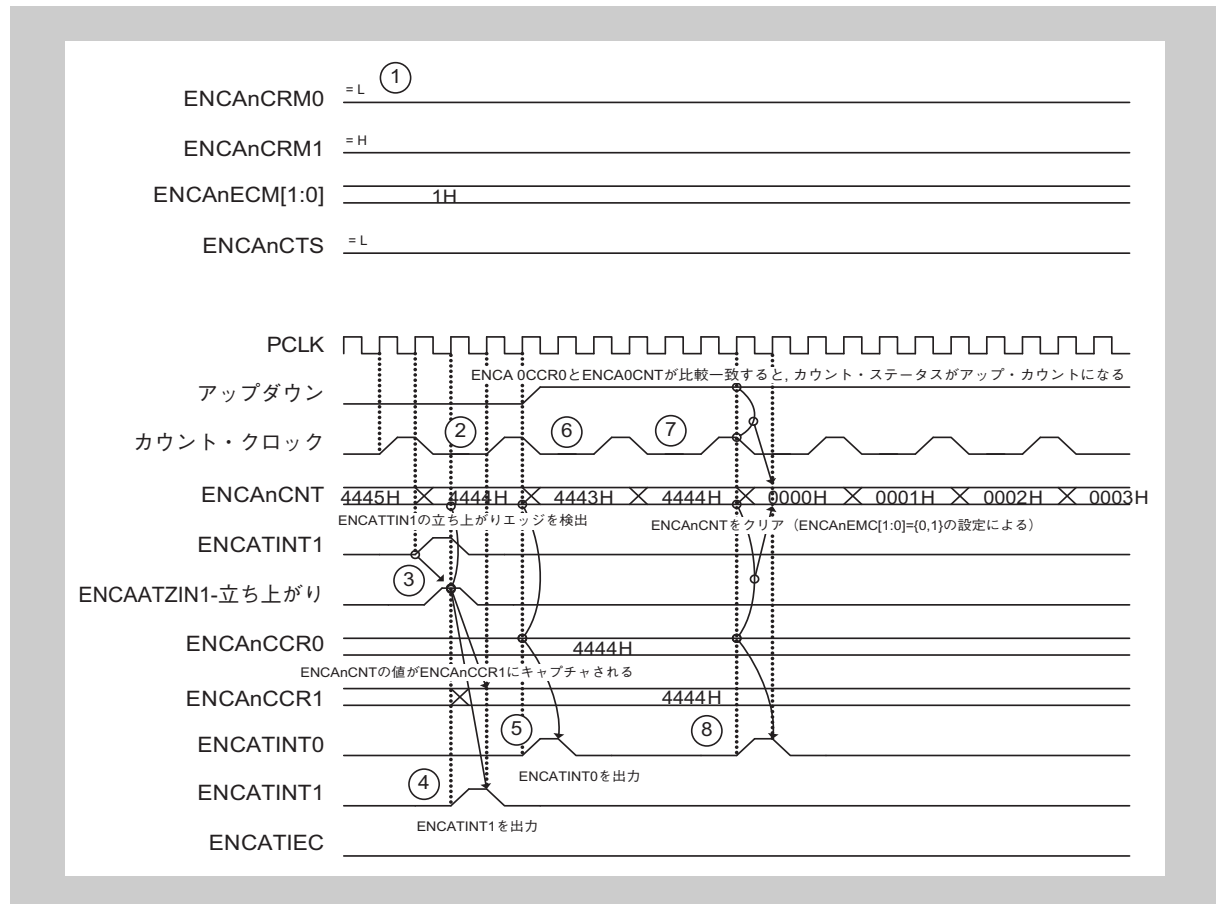 ①
ENCAnCRM0 = L
ENCAnCRM1 = H
ENCAnECM[1:0] 1H
ENCAnCTS = L
PCLK
ENCA 0CCR0とENCA0CNTが比較一致すると, カウント・ステータスがアップ・カウントになる
アップダウン
カウント・クロック ② ⑥ ⑦
ENCAnCNT 4445H 4444H 4443H 4444H 0000H 0001H 0002H 0003H
ENCATTIN1の立ち上がりエッジを検出 ENCAnCNTをクリア（ENCAnEMC[1:0]={0,1}の設定による）
ENCATINT1
③
ENCAATZIN1-立ち上がり
ENCAnCCR0 4444H
ENCAnCNTの値がENCAnCCR1にキャプチャされる
ENCAnCCR1 4444H
⑤ ⑧
ENCATINT0
ENCATINT0を出力
④
ENCATINT1
ENCATINT1を出力
ENCATIEC